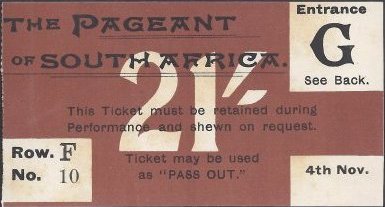 THE PAGEANT
OF SOUTH AFRICA.
Entrance
G
See Back.
21/-
This Ticket must be retained during
Performance and shewn on request.
Ticket may be used
as "PASS OUT."
Row. F
No. 10
4th Nov.